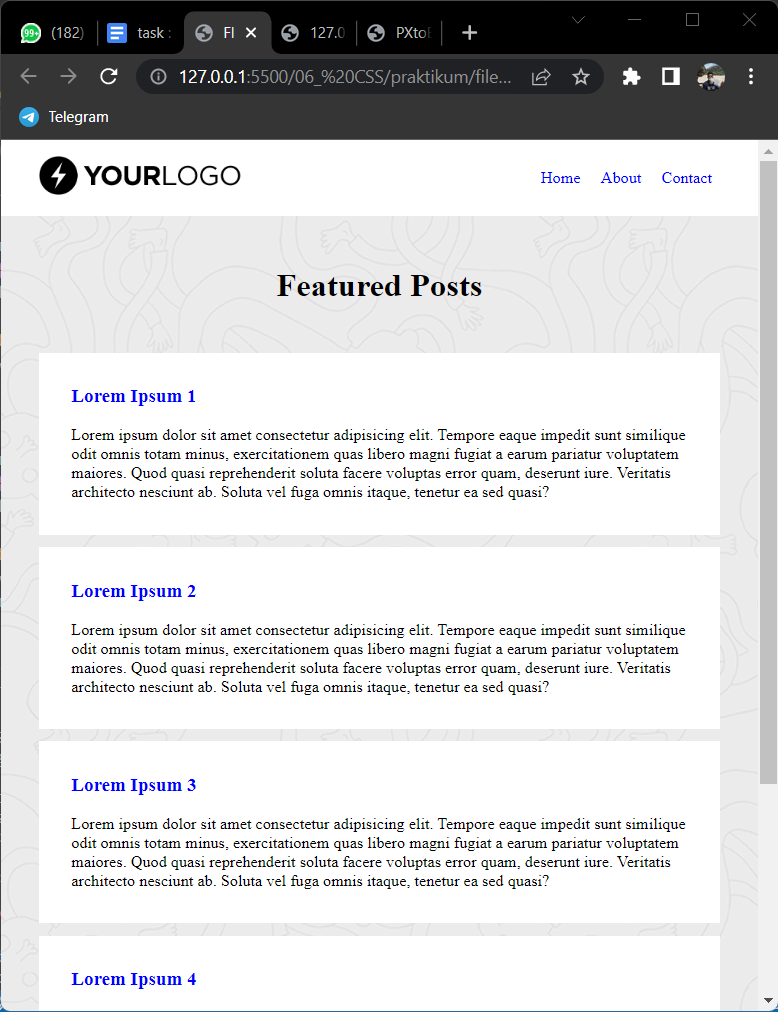 99+ (182) task : FI 127.0 PXtoE
127.0.0.1:5500/06_%20CSS/praktikum/file...
Telegram
YOURLOGO
Home About Contact
Featured Posts
Lorem Ipsum 1
Lorem ipsum dolor sit amet consectetur adipisicing elit. Tempore eaque impedit sunt similique
odit omnis totam minus, exercitationem quas libero magni fugiat a earum pariatur voluptatem
maiores. Quod quasi reprehenderit soluta facere voluptas error quam, deserunt iure. Veritatis
architecto nesciunt ab. Soluta vel fuga omnis itaque, tenetur ea sed quasi?
Lorem Ipsum 2
Lorem ipsum dolor sit amet consectetur adipisicing elit. Tempore eaque impedit sunt similique
odit omnis totam minus, exercitationem quas libero magni fugiat a earum pariatur voluptatem
maiores. Quod quasi reprehenderit soluta facere voluptas error quam, deserunt iure. Veritatis
architecto nesciunt ab. Soluta vel fuga omnis itaque, tenetur ea sed quasi?
Lorem Ipsum 3
Lorem ipsum dolor sit amet consectetur adipisicing elit. Tempore eaque impedit sunt similique
odit omnis totam minus, exercitationem quas libero magni fugiat a earum pariatur voluptatem
maiores. Quod quasi reprehenderit soluta facere voluptas error quam, deserunt iure. Veritatis
architecto nesciunt ab. Soluta vel fuga omnis itaque, tenetur ea sed quasi?
Lorem Ipsum 4